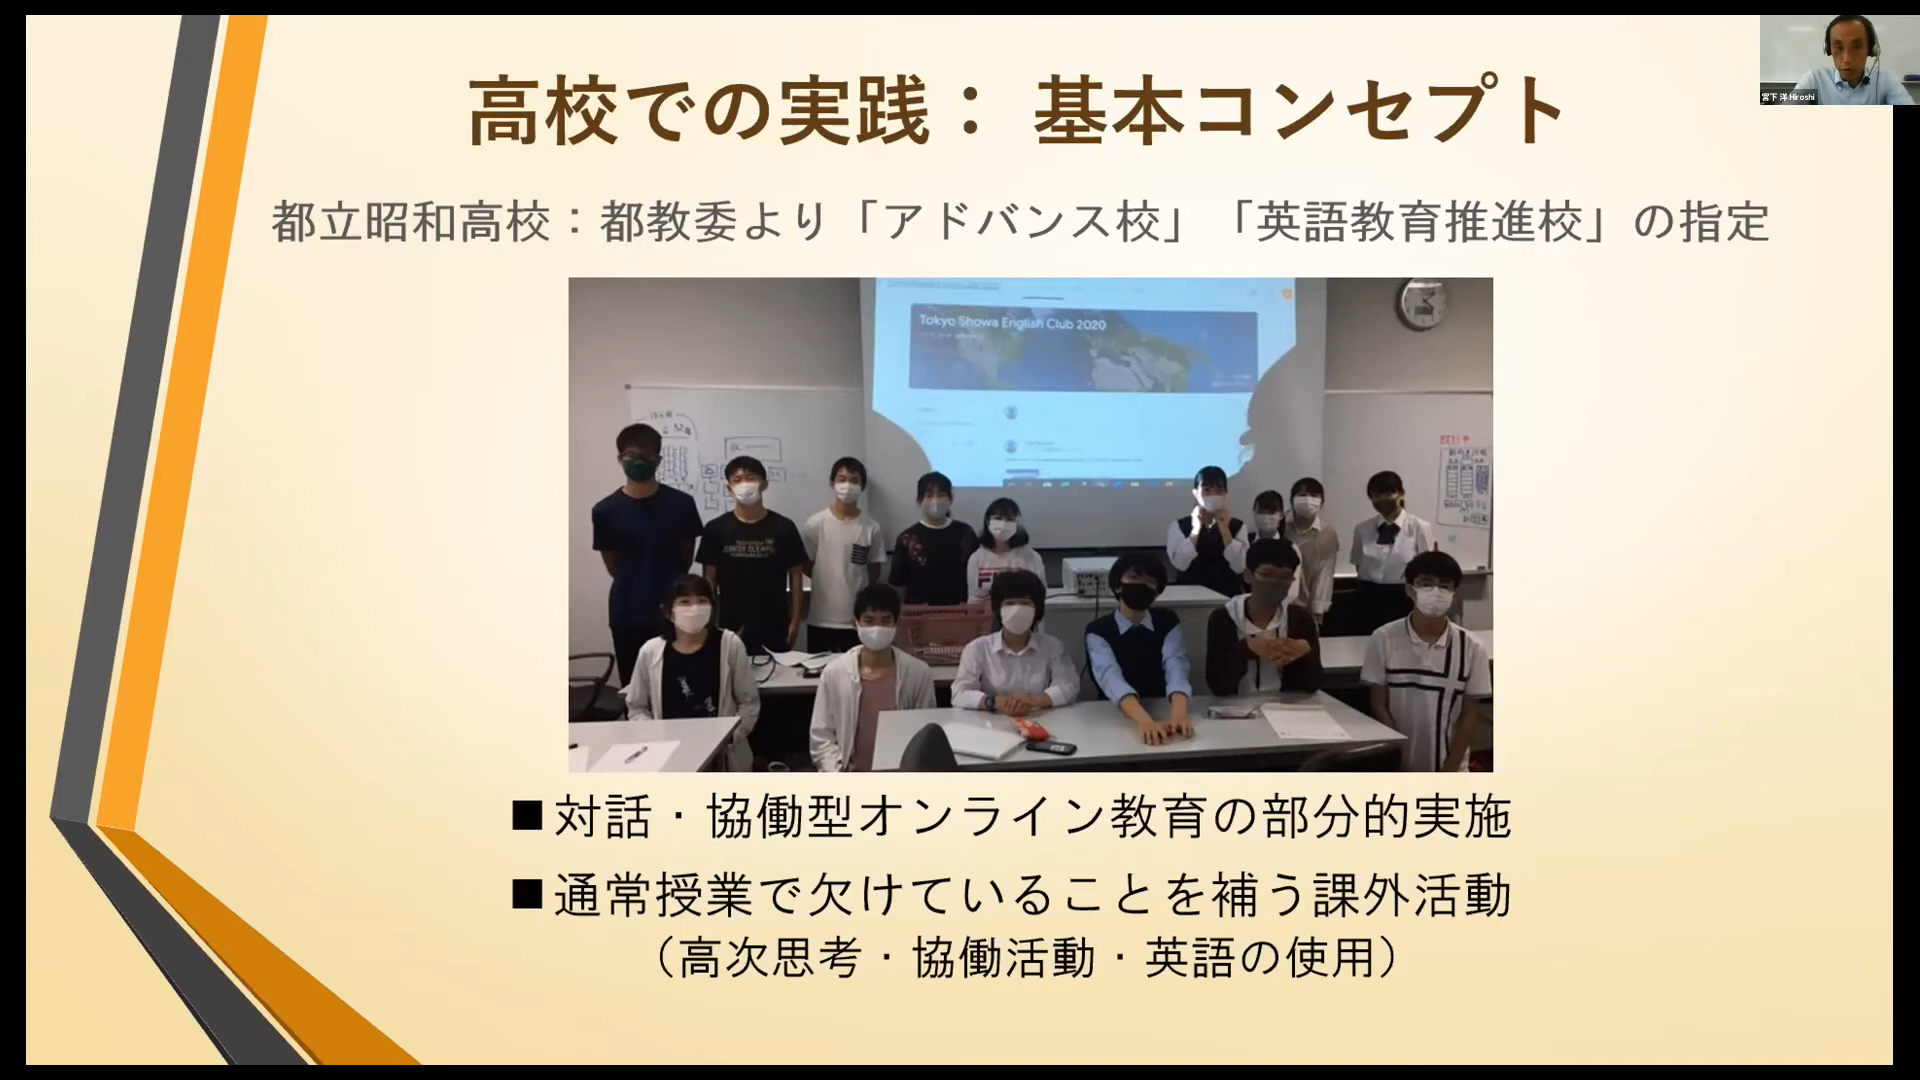 高校での実践： 基本コンセプト
宮下 洋 Hiroshi
都立昭和高校：都教委より「アドバンス校」「英語教育推進校」の指定
Tokyo Showa English Club 2020
■対話・協働型オンライン教育の部分的実施
■通常授業で欠けていることを補う課外活動
（高次思考・協働活動・英語の使用）